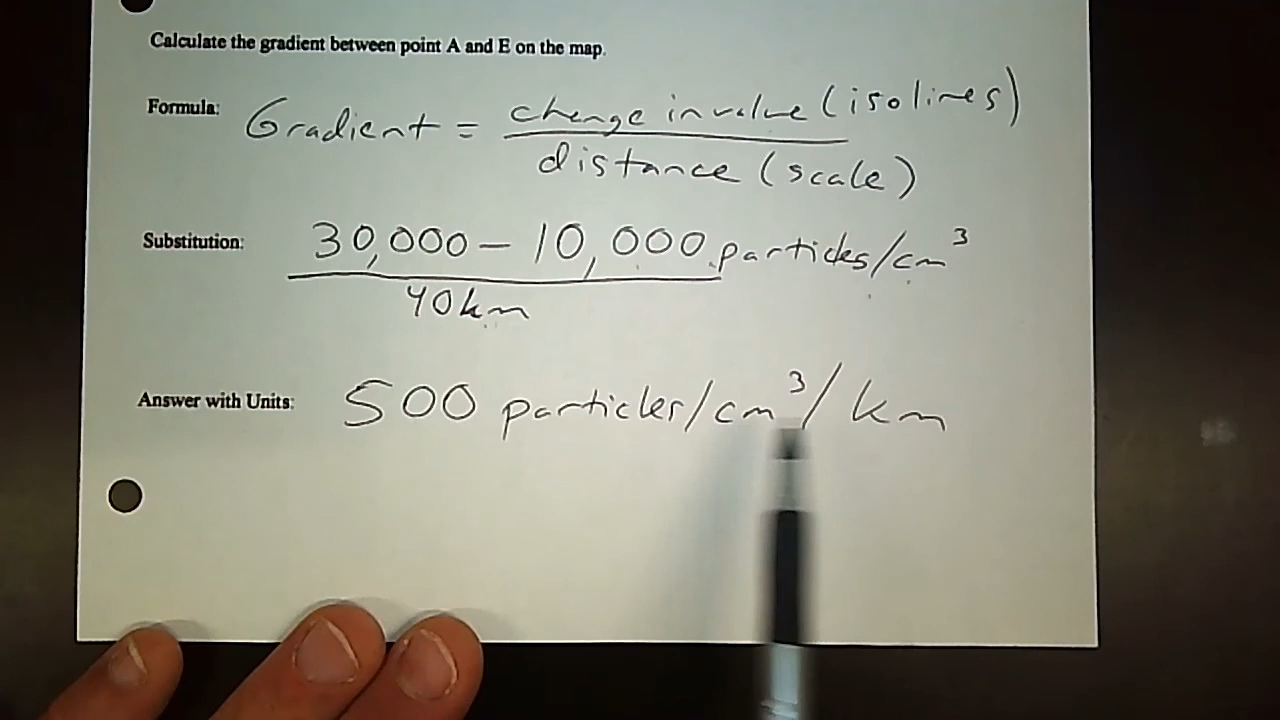 Calculate the gradient between point A and E on the map.
Formula: Gradient = change in value (isolines)
distance (scale)
Substitution: 30,000 - 10,000 particles/cm³
40km
Answer with Units: 500 particles/cm³/km